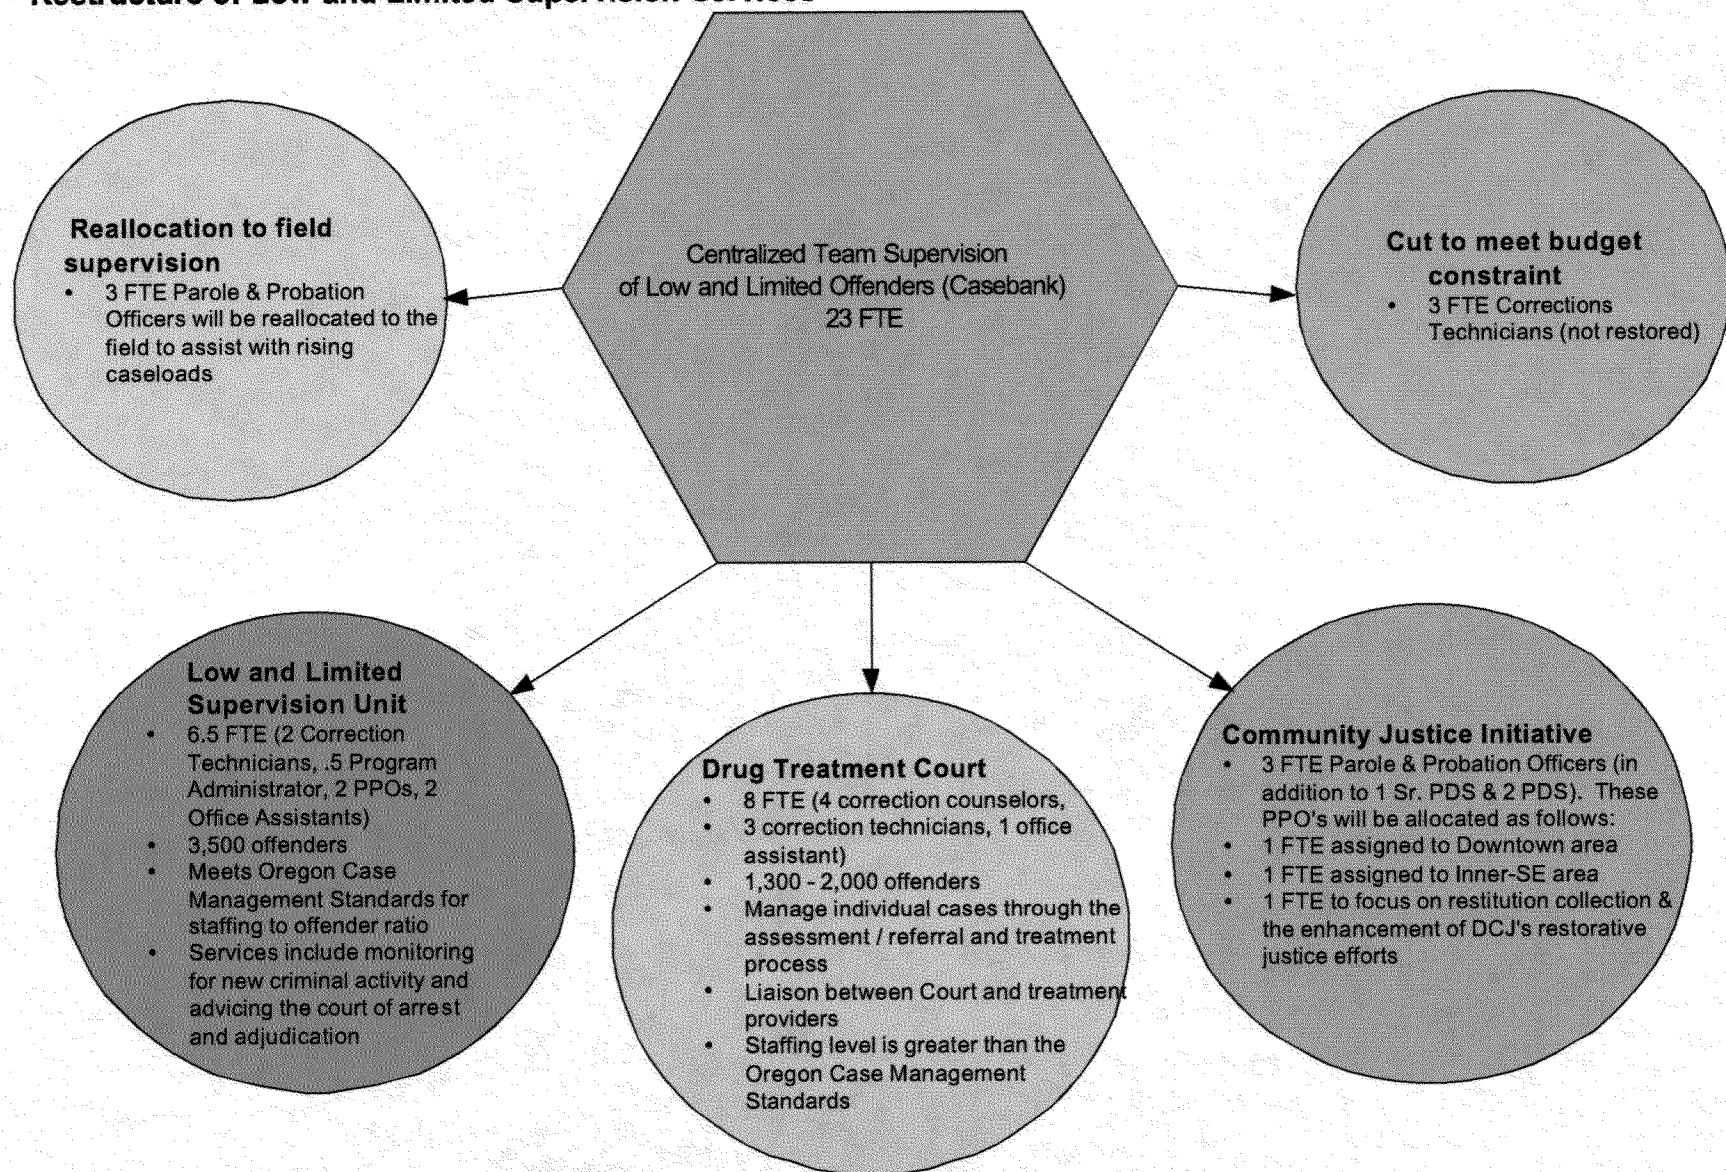 Restructure of Low and Limited Supervision Services
Centralized Team Supervision
of Low and Limited Offenders (Casebank)
23 FTE
Reallocation to field
supervision
• 3 FTE Parole & Probation
Officers will be reallocated to the
field to assist with rising
caseloads
Cut to meet budget
constraint
• 3 FTE Corrections
Technicians (not restored)
Low and Limited
Supervision Unit
• 6.5 FTE (2 Correction
Technicians, .5 Program
Administrator, 2 PPOs, 2
Office Assistants)
• 3,500 offenders
• Meets Oregon Case
Management Standards for
staffing to offender ratio
• Services include monitoring
for new criminal activity and
advicing the court of arrest
and adjudication
Drug Treatment Court
• 8 FTE (4 correction counselors,
• 3 correction technicians, 1 office
assistant)
• 1,300 - 2,000 offenders
• Manage individual cases through the
assessment / referral and treatment
process
• Liaison between Court and treatment
providers
• Staffing level is greater than the
Oregon Case Management
Standards
Community Justice Initiative
• 3 FTE Parole & Probation Officers (in
addition to 1 Sr. PDS & 2 PDS). These
PPO's will be allocated as follows:
• 1 FTE assigned to Downtown area
• 1 FTE assigned to Inner-SE area
• 1 FTE to focus on restitution collection &
the enhancement of DCJ's restorative
justice efforts